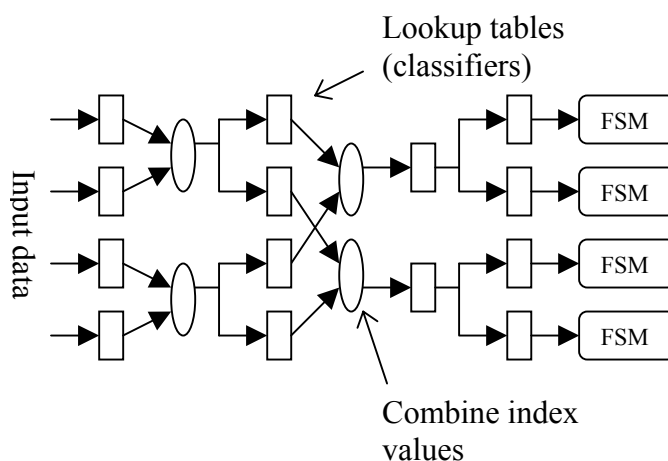 Lookup tables
(classifiers)
Input data
FSM
FSM
FSM
FSM
Combine index
values